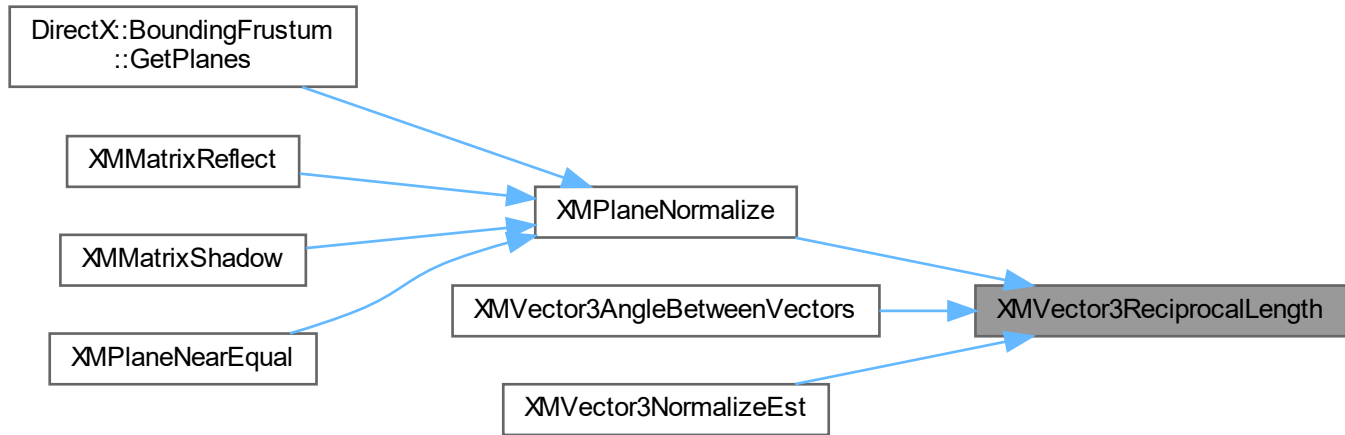 DirectX::BoundingFrustum
::GetPlanes
XMMatrixReflect
XMPlaneNormalize
XMMatrixShadow
XMVector3AngleBetweenVectors
XMVector3ReciprocalLength
XMPlaneNearEqual
XMVector3NormalizeEst